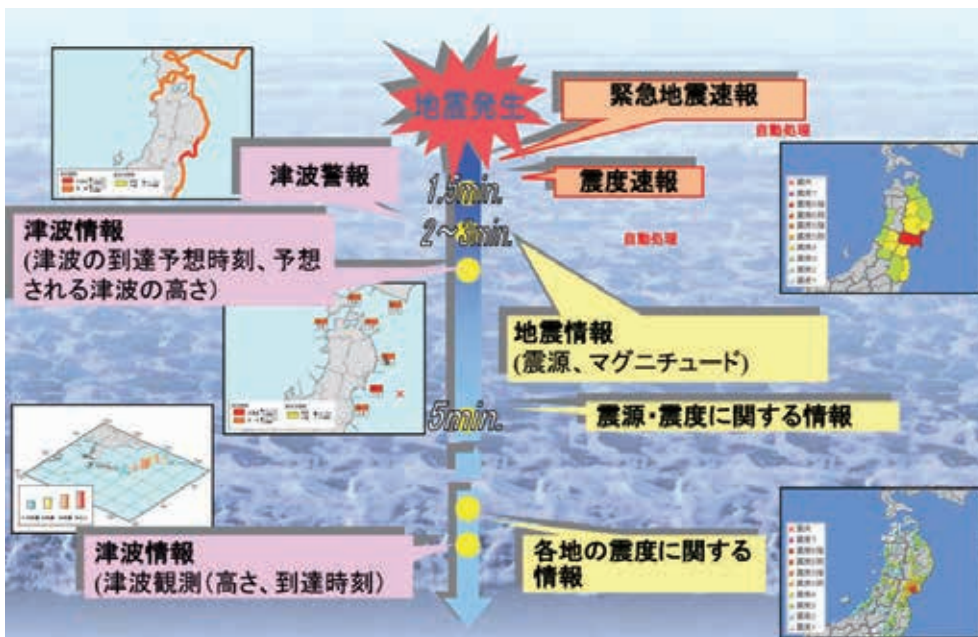 地震発生
緊急地震速報
自動処理
津波警報
1.5min.
震度速報
津波情報
(津波の到達予想時刻、予想
される津波の高さ)
2~3min.
自動処理
地震情報
(震源、マグニチュード)
5min.
震源・震度に関する情報
津波情報
(津波観測(高さ、到達時刻)
各地の震度に関する
情報